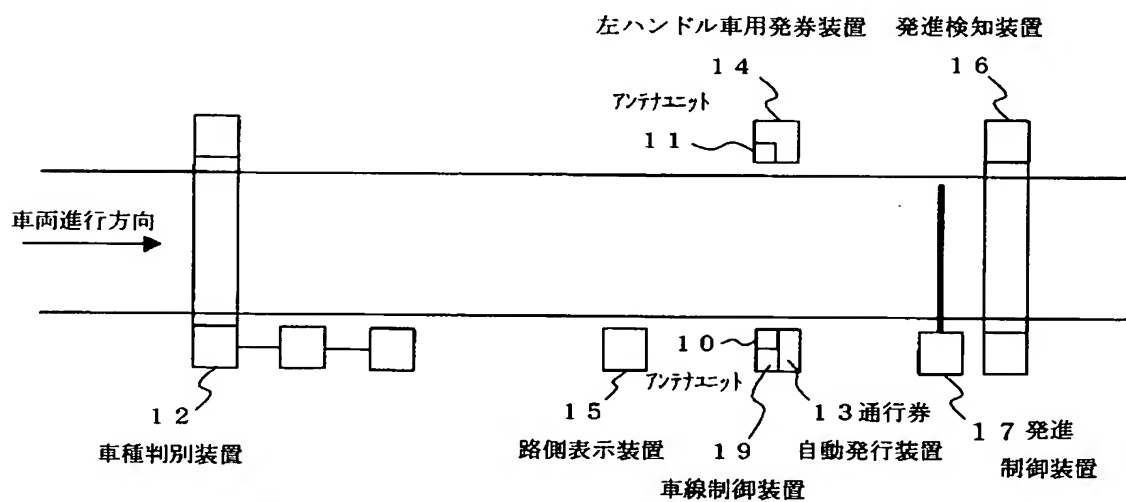 左ハンドル車用発券装置 発進検知装置
１４ １６
アンテナユニット
１１
車両進行方向
１０
アンテナユニット
１２ １５ １３通行券 １７発進
車種判別装置 路側表示装置 １９ 自動発行装置 制御装置
車線制御装置